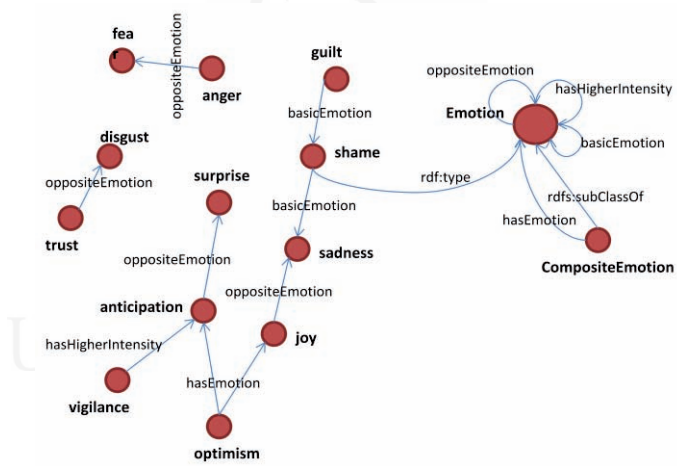 fea
r
oppositeEmotion
anger
guilt
basicEmotion
shame
disgust
oppositeEmotion
trust
surprise
oppositeEmotion
anticipation
hasHigherIntensity
vigilance
basicEmotion
sadness
oppositeEmotion
joy
hasEmotion
optimism
oppositeEmotion
hasHigherIntensity
Emotion
basicEmotion
rdf:type
rdfs:subClassOf
hasEmotion
CompositeEmotion
U